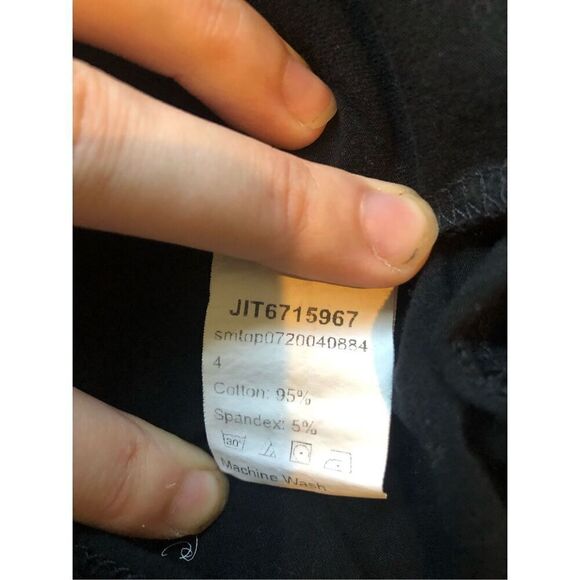 JIT6715967
smtop0720040884
4
Cotton: 95%
Spandex: 5%
30°
Machine Wash